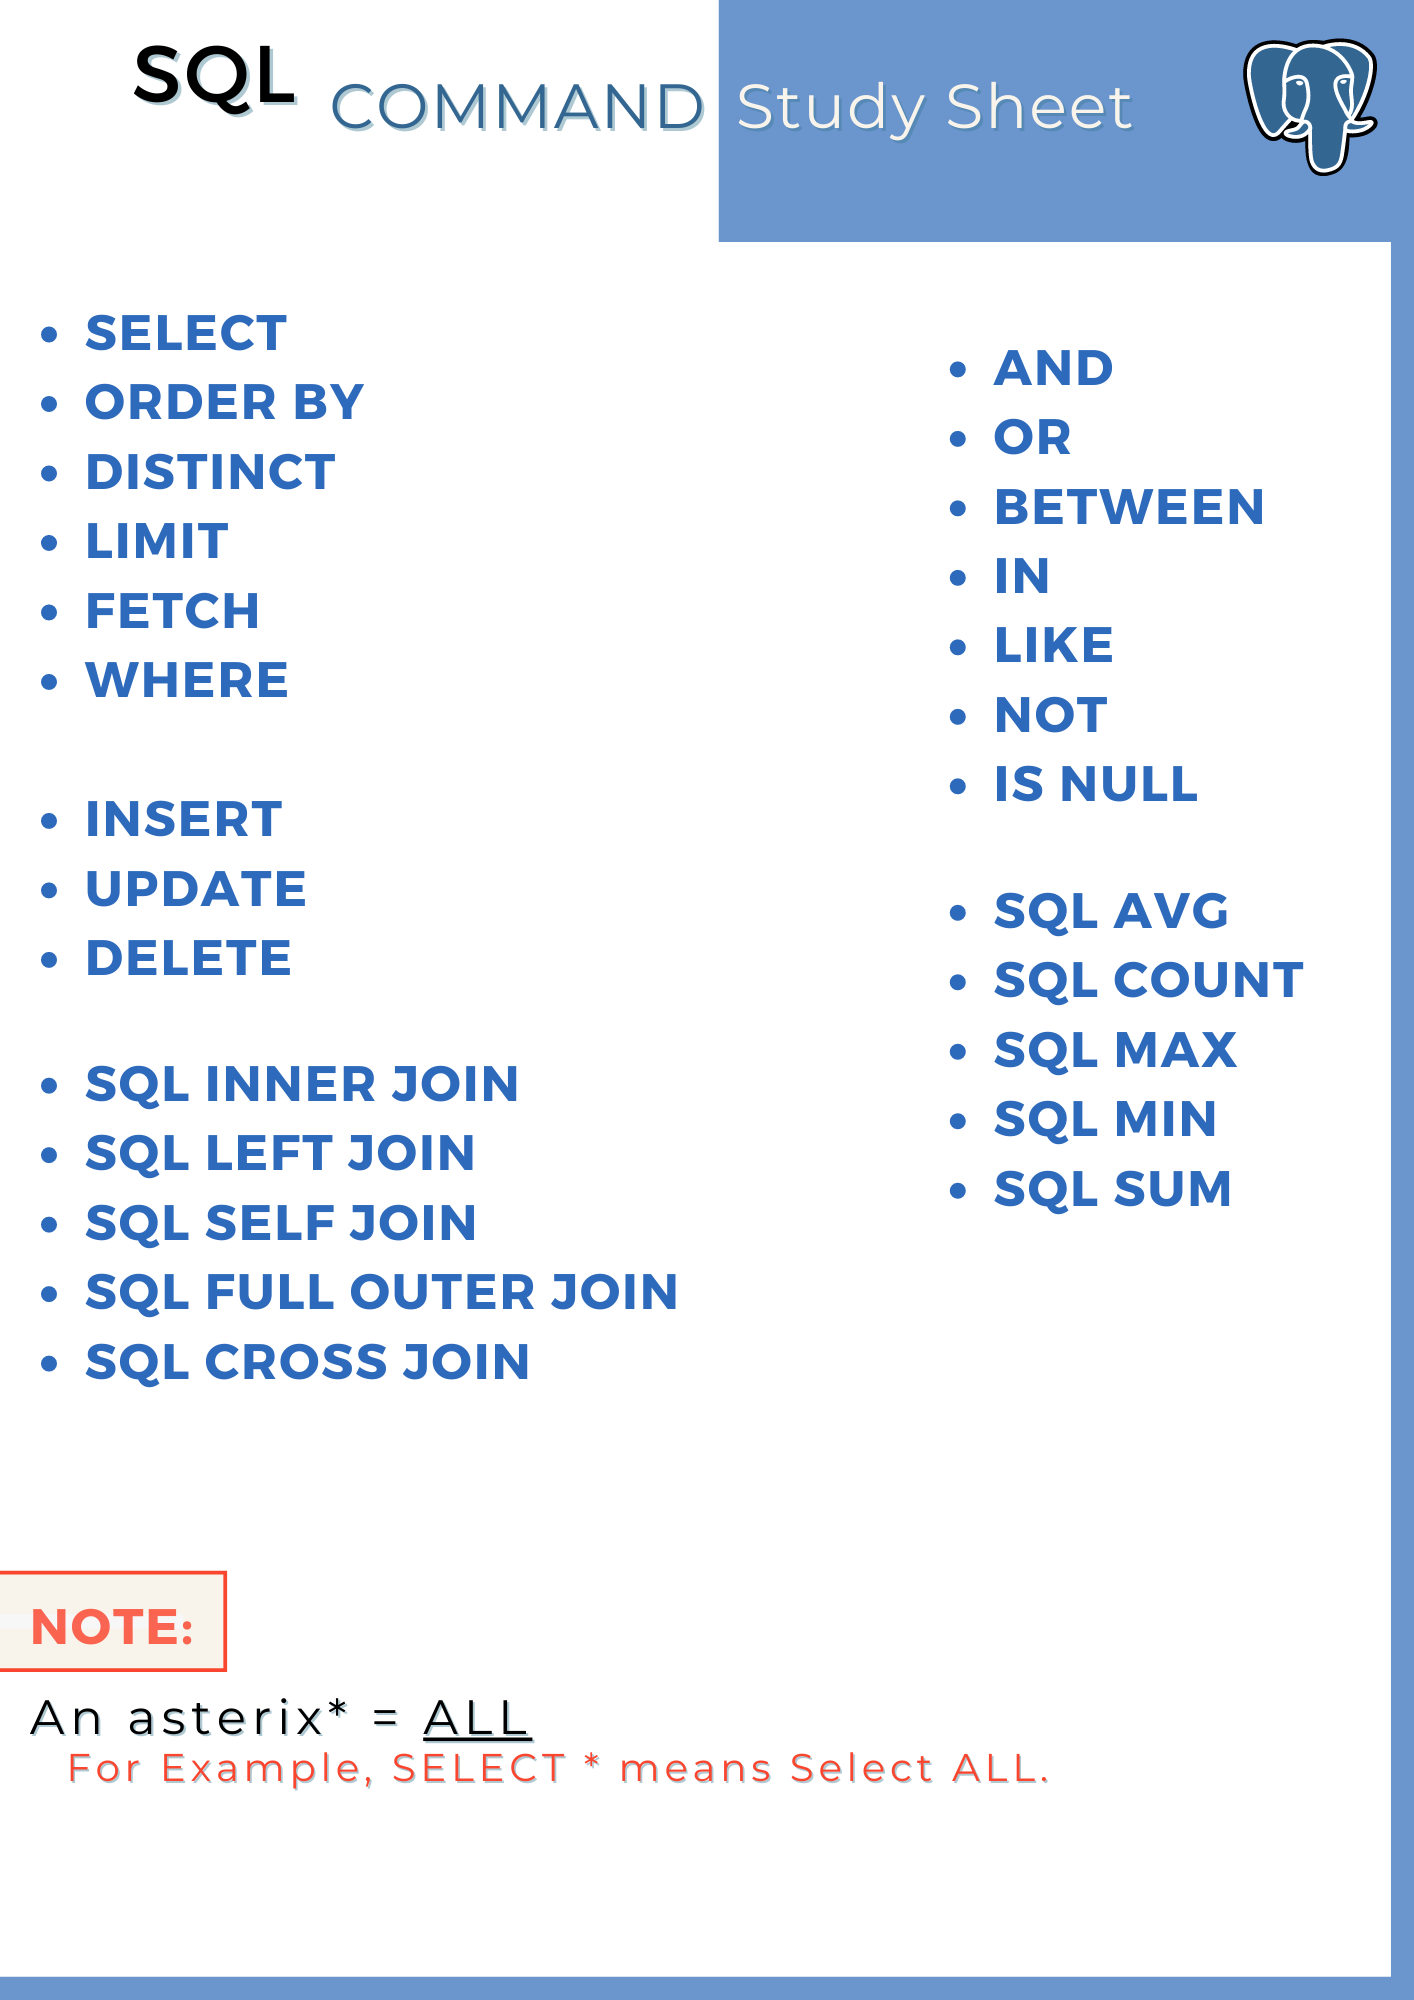 SQL COMMAND Study Sheet
• SELECT
• ORDER BY
• DISTINCT
• LIMIT
• FETCH
• WHERE
• INSERT
• UPDATE
• DELETE
• SQL INNER JOIN
• SQL LEFT JOIN
• SQL SELF JOIN
• SQL FULL OUTER JOIN
• SQL CROSS JOIN
• AND
• OR
• BETWEEN
• IN
• LIKE
• NOT
• IS NULL
• SQL AVG
• SQL COUNT
• SQL MAX
• SQL MIN
• SQL SUM
NOTE:
An asterix* = ALL
For Example, SELECT * means Select ALL.